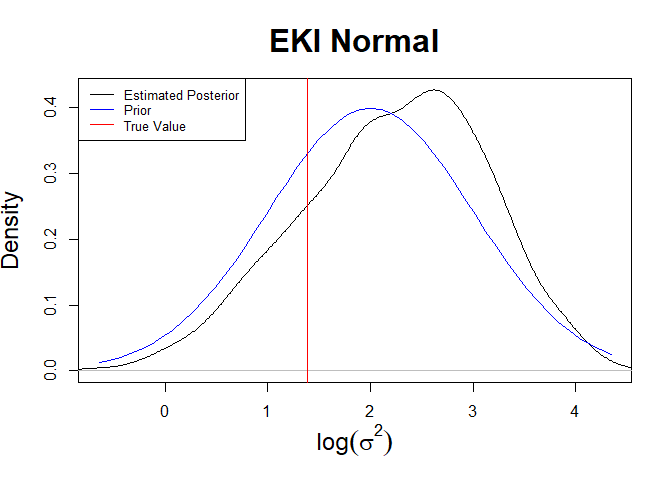 EKI Normal
Estimated Posterior
Prior
True Value
Density
0.0
0.1
0.2
0.3
0.4
0
1
2
3
4
log(σ²)